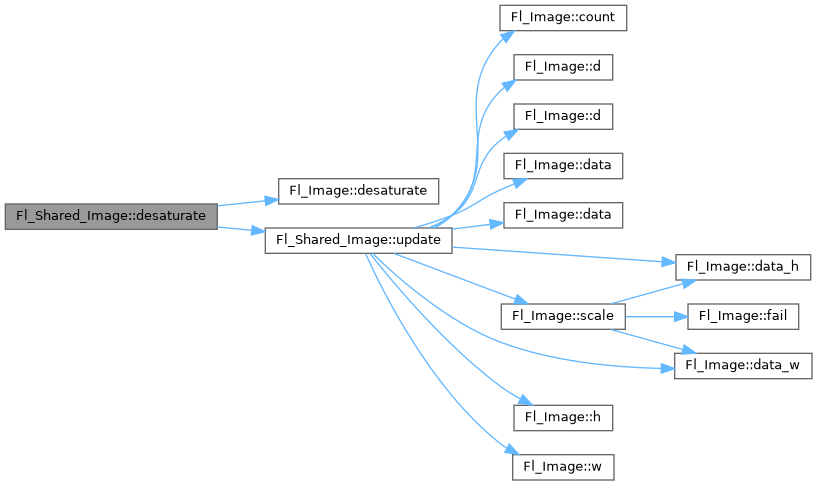 Fl_Shared_Image::desaturate
Fl_Image::desaturate
Fl_Shared_Image::update
Fl_Image::count
Fl_Image::d
Fl_Image::d
Fl_Image::data
Fl_Image::data
Fl_Image::data_h
Fl_Image::scale
Fl_Image::fail
Fl_Image::data_w
Fl_Image::h
Fl_Image::w